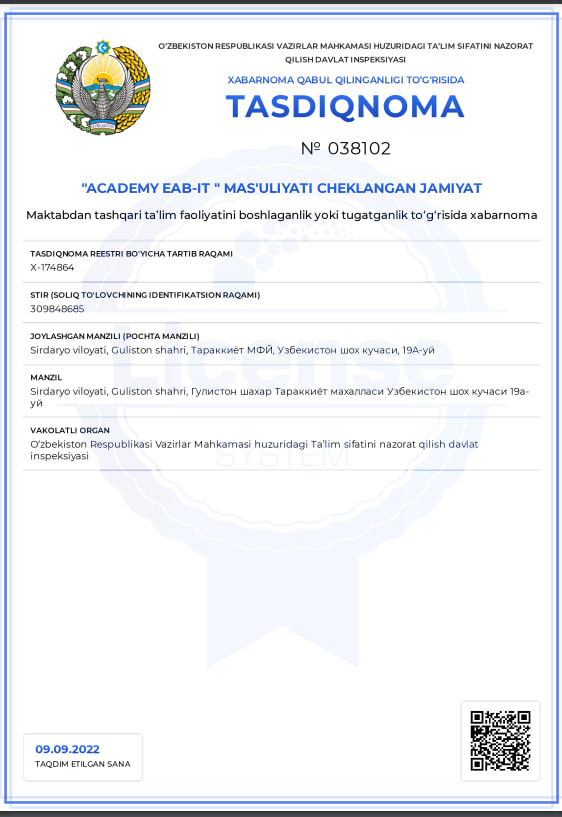 O‘ZBEKISTON RESPUBLIKASI VAZIRLAR MAHKAMASI HUZURIDAGI TA’LIM SIFATINI NAZORAT
QILISH DAVLAT INSPEKSIYASI
XABARNOMA QABUL QILINGANLIGI TO‘G‘RISIDA
TASDIQNOMA
№ 038102
"ACADEMY EAB-IT " MAS'ULIYATI CHEKLANGAN JAMIYAT
Maktabdan tashqari ta’lim faoliyatini boshlaganlik yoki tugatganlik to‘g‘risida xabarnoma
TASDIQNOMA REESTRI BO‘YICHA TARTIB RAQAMI
X-174864
STIR (SOLIQ TO‘LOVCHINING IDENTIFIKATSION RAQAMI)
309848685
JOYLASHGAN MANZILI (POCHTA MANZILI)
Sirdaryo viloyati, Guliston shahri, Тараккиёт МФЙ, Узбекистон шох кучаси, 19А-уй
MANZIL
Sirdaryo viloyati, Guliston shahri, Гулистон шахар Тараккиёт махалласи Узбекистон шох кучаси 19а-
уй
VAKOLATLI ORGAN
O‘zbekiston Respublikasi Vazirlar Mahkamasi huzuridagi Ta’lim sifatini nazorat qilish davlat
inspeksiyasi
License
SYSTEM
09.09.2022
TAQDIM ETILGAN SANA